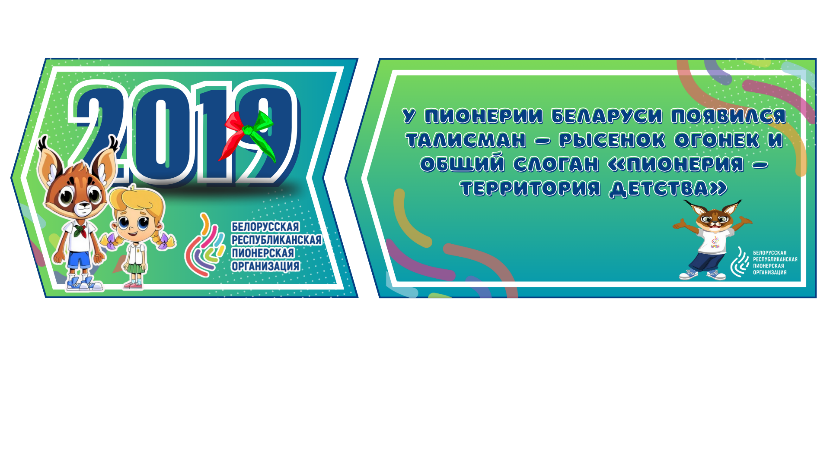 2019
БЕЛОРУССКАЯ
РЕСПУБЛИКАНСКАЯ
ПИОНЕРСКАЯ
ОРГАНИЗАЦИЯ
У ПИОНЕРИИ БЕЛАРУСИ ПОЯВИЛСЯ
ТАЛИСМАН – РЫСЕНОК ОГОНЕК И
ОБЩИЙ СЛОГАН «ПИОНЕРИЯ –
ТЕРРИТОРИЯ ДЕТСТВА»
БЕЛОРУССКАЯ
РЕСПУБЛИКАНСКАЯ
ПИОНЕРСКАЯ
ОРГАНИЗАЦИЯ